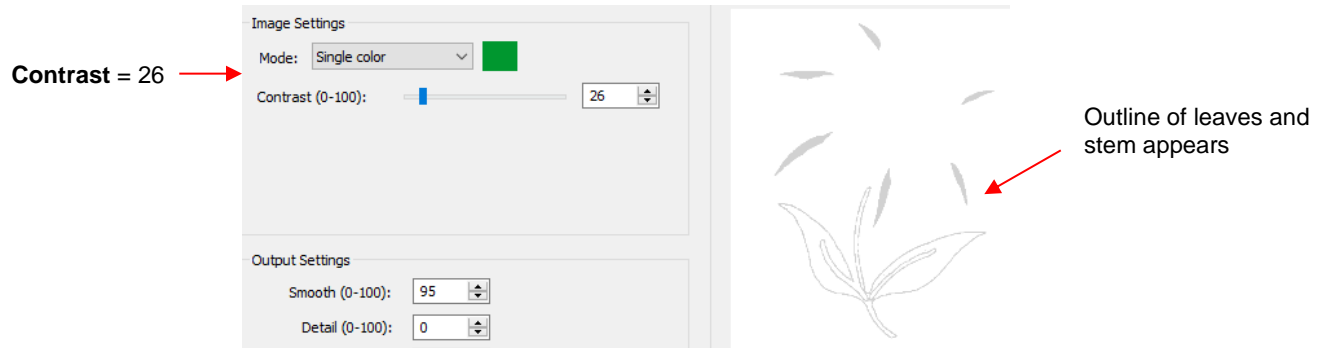 Image Settings
Mode: Single color
Contrast = 26
Contrast (0-100): 26
Outline of leaves and
stem appears
Output Settings
Smooth (0-100): 95
Detail (0-100): 0